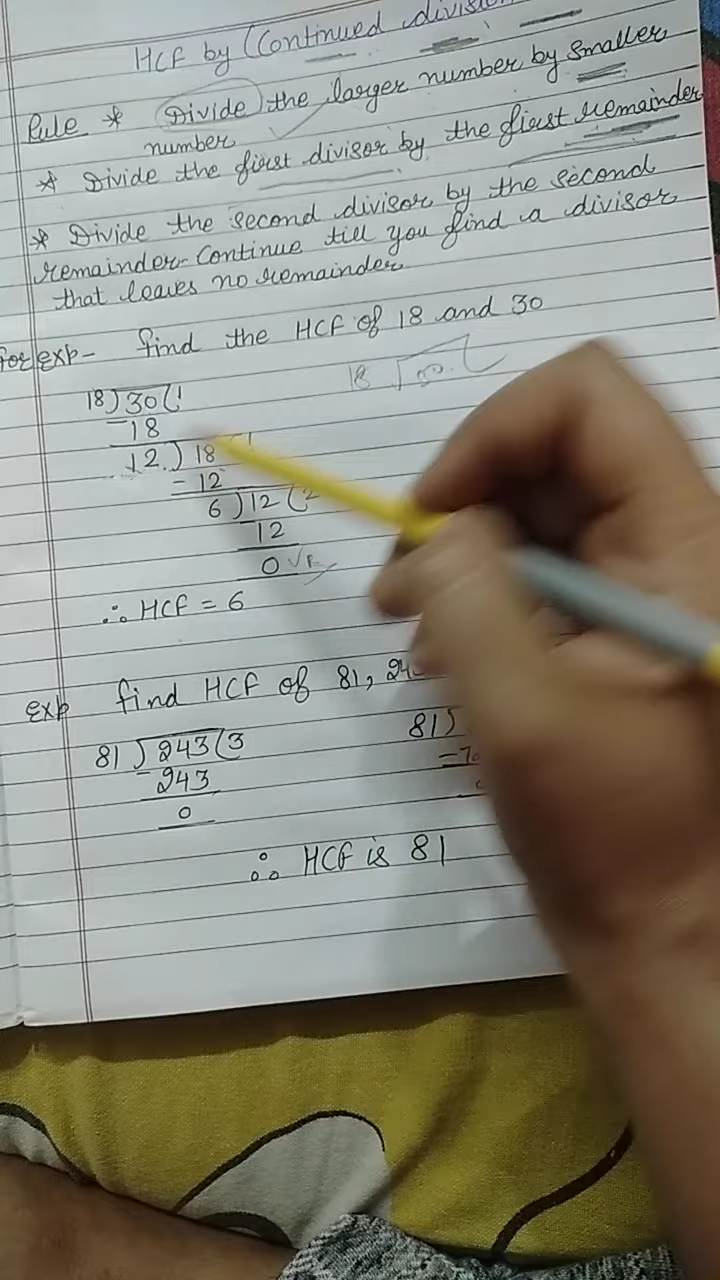 HCF by (Continued
Rule * Divide the larger number by smaller
number
* Divide the first divisor by the first remainder
* Divide the second divisor by the second
remainder. Continue till you find a divisor
that leaves no remainder.
for exp- find the HCF of 18 and 30
18) 30 (1
-18
12) 18
-12
6) 12 (2
12
0
∴ HCF = 6
exp find HCF of 81,
81) 243 (3
-243
0
81)
∴ HCF is 81